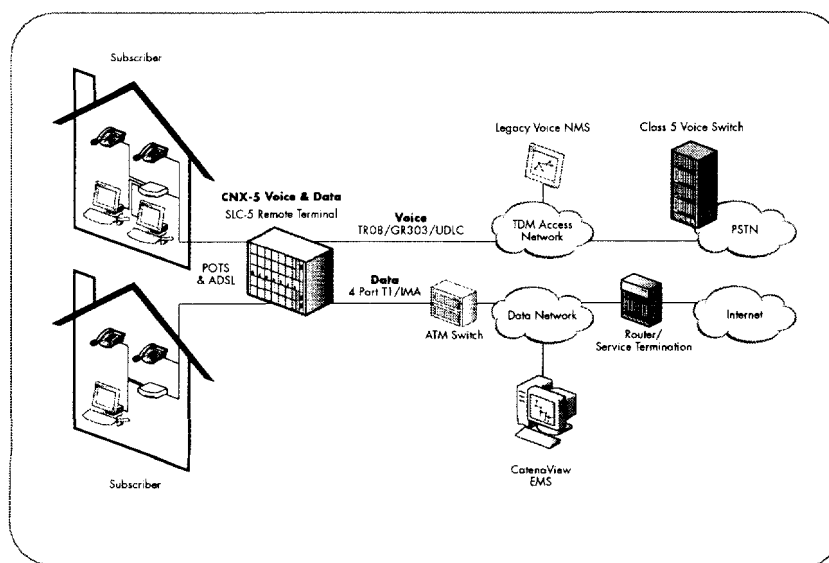 Subscriber
Legacy Voice NMS
Class 5 Voice Switch
CNX-5 Voice & Data
SLC-5 Remote Terminal
Voice
TR08/GR303/UDLC
TDM Access
Network
PSTN
POTS
& ADSL
Data
4 Port T1/IMA
ATM Switch
Data Network
Router/
Service Termination
Internet
CatenaView
EMS
Subscriber